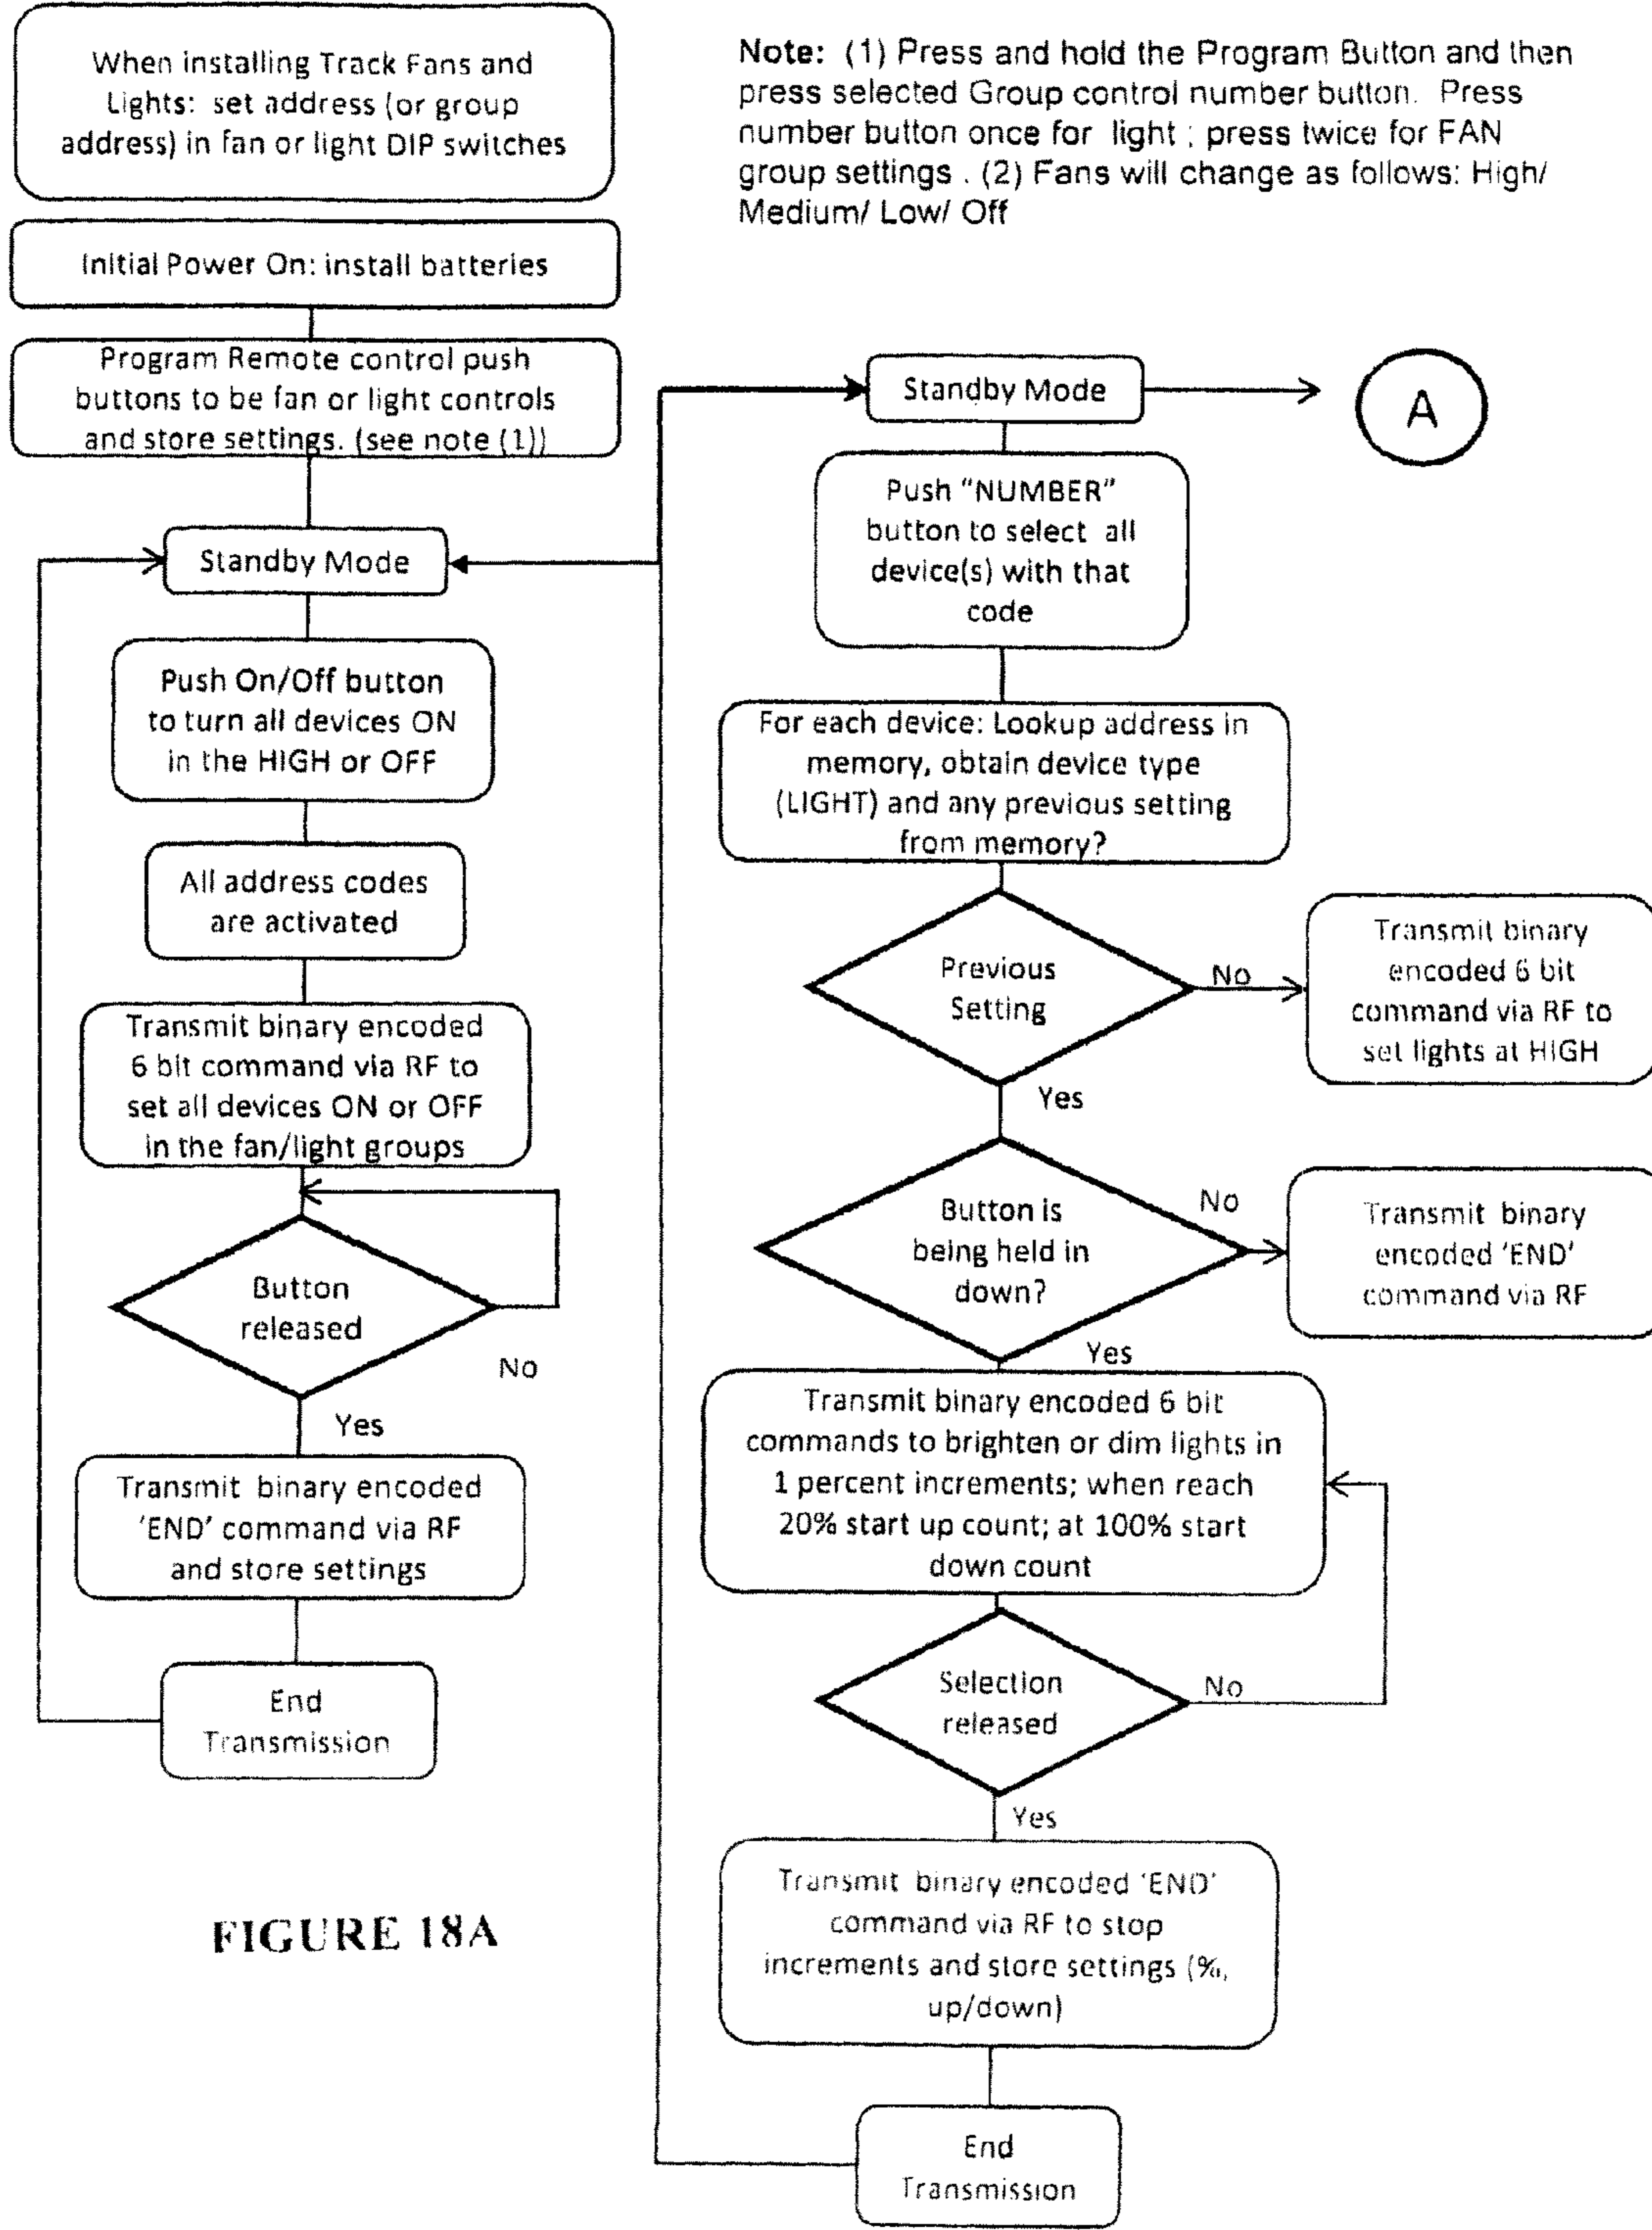 When installing Track Fans and
Lights: set address (or group
address) in fan or light DIP switches
Initial Power On: install batteries
Program Remote control push
buttons to be fan or light controls
and store settings. (see note (1))
Standby Mode
Push On/Off button
to turn all devices ON
in the HIGH or OFF
All address codes
are activated
Transmit binary encoded
6 bit command via RF to
set all devices ON or OFF
in the fan/light groups
Button
released
No
Yes
Transmit binary encoded
'END' command via RF
and store settings
End
Transmission
FIGURE 18A
Note: (1) Press and hold the Program Button and then
press selected Group control number button. Press
number button once for light ; press twice for FAN
group settings . (2) Fans will change as follows: High/
Medium/ Low/ Off
Standby Mode
A
Push “NUMBER”
button to select all
device(s) with that
code
For each device: Lookup address in
memory, obtain device type
(LIGHT) and any previous setting
from memory?
Previous
Setting
No
Transmit binary
encoded 6 bit
command via RF to
set lights at HIGH
Yes
Button is
being held in
down?
No
Transmit binary
encoded 'END'
command via RF
Yes
Transmit binary encoded 6 bit
commands to brighten or dim lights in
1 percent increments; when reach
20% start up count; at 100% start
down count
Selection
released
No
Yes
Transmit binary encoded 'END'
command via RF to stop
increments and store settings (%,
up/down)
End
Transmission